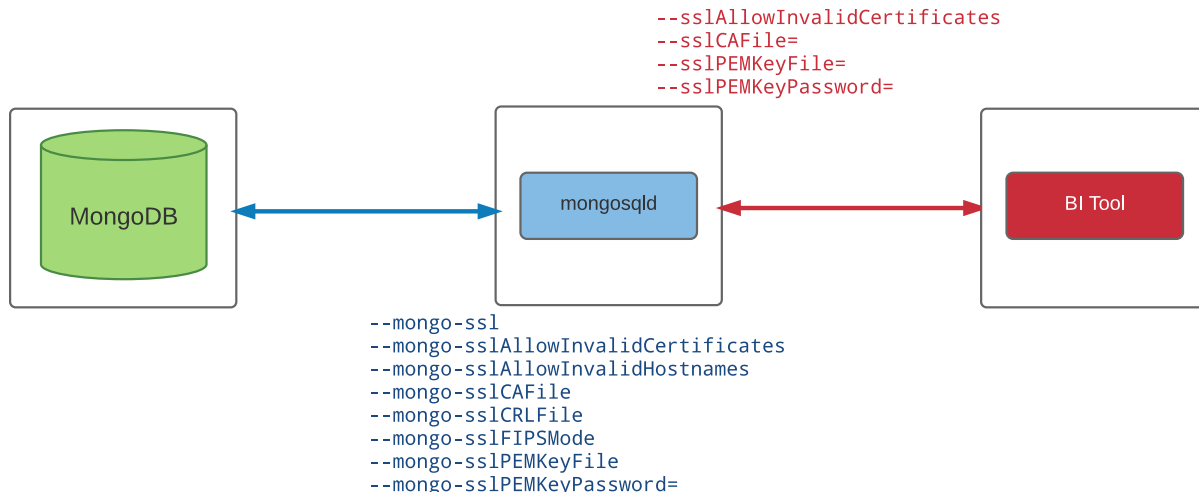 --sslAllowInvalidCertificates
--sslCAFile=
--sslPEMKeyFile=
--sslPEMKeyPassword=
MongoDB
mongosqld
BI Tool
--mongo-ssl
--mongo-sslAllowInvalidCertificates
--mongo-sslAllowInvalidHostnames
--mongo-sslCAFile
--mongo-sslCRLFile
--mongo-sslFIPSMode
--mongo-sslPEMKeyFile
--mongo-sslPEMKeyPassword=